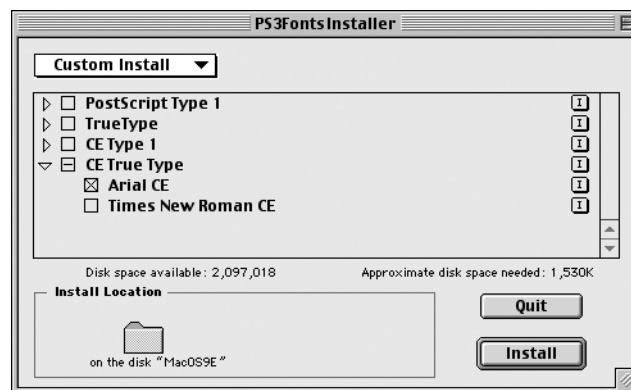 PS3FontsInstaller
Custom Install
PostScript Type 1
TrueType
CE Type 1
CE True Type
Arial CE
Times New Roman CE
Disk space available: 2,097,018
Approximate disk space needed: 1,530K
Install Location
on the disk “MacOS9E”
Quit
Install